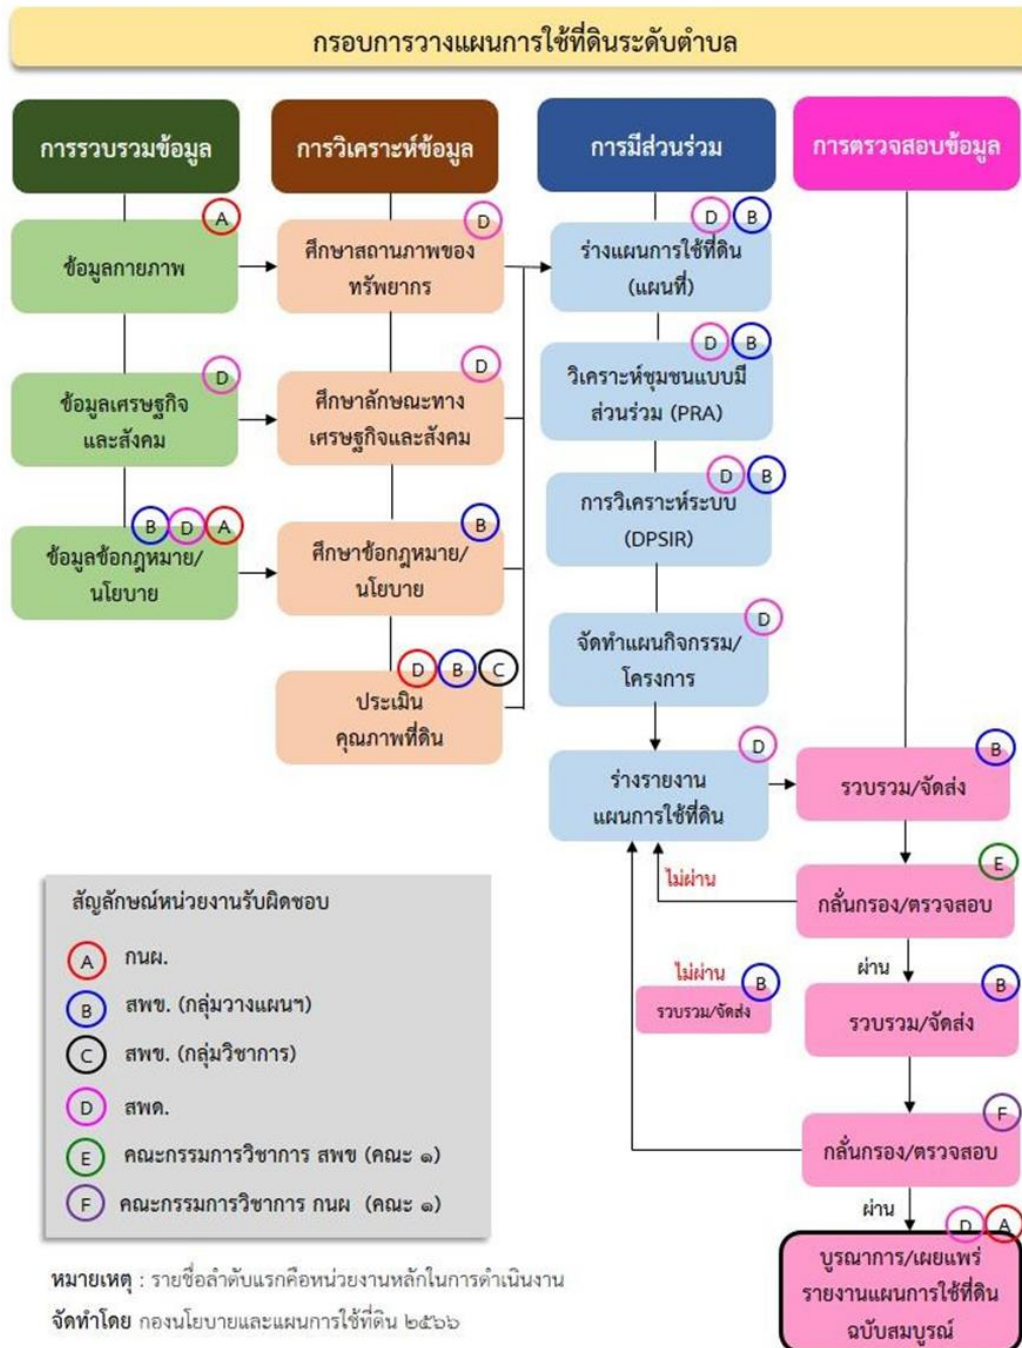 กรอบการวางแผนการใช้ที่ดินระดับตำบล
การรวบรวมข้อมูล
A
ข้อมูลกายภาพ
D
ข้อมูลเศรษฐกิจ
และสังคม
B D A
ข้อมูลข้อกฎหมาย/
นโยบาย
การวิเคราะห์ข้อมูล
D
ศึกษาสถานภาพของ
ทรัพยากร
D
ศึกษาลักษณะทาง
เศรษฐกิจและสังคม
B
ศึกษาข้อกฎหมาย/
นโยบาย
D B C
ประเมิน
คุณภาพที่ดิน
การมีส่วนร่วม
D B
ร่างแผนการใช้ที่ดิน
(แผนที่)
D B
วิเคราะห์ชุมชนแบบมี
ส่วนร่วม (PRA)
D B
การวิเคราะห์ระบบ
(DPSIR)
D
จัดทำแผนกิจกรรม/
โครงการ
D
ร่างรายงาน
แผนการใช้ที่ดิน
การตรวจสอบข้อมูล
B
รวบรวม/จัดส่ง
E
กลั่นกรอง/ตรวจสอบ
ไม่ผ่าน
ผ่าน
B
รวบรวม/จัดส่ง
ไม่ผ่าน
B
รวบรวม/จัดส่ง
F
กลั่นกรอง/ตรวจสอบ
ผ่าน
D A
บูรณาการ/เผยแพร่
รายงานแผนการใช้ที่ดิน
ฉบับสมบูรณ์
สัญลักษณ์หน่วยงานรับผิดชอบ
A กนผ.
B สพข. (กลุ่มวางแผนฯ)
C สพข. (กลุ่มวิชาการ)
D สพด.
E คณะกรรมการวิชาการ สพข (คณะ ๑)
F คณะกรรมการวิชาการ กนผ (คณะ ๑)
หมายเหตุ : รายชื่อลำดับแรกคือหน่วยงานหลักในการดำเนินงาน
จัดทำโดย กองนโยบายและแผนการใช้ที่ดิน ๒๕๖๖